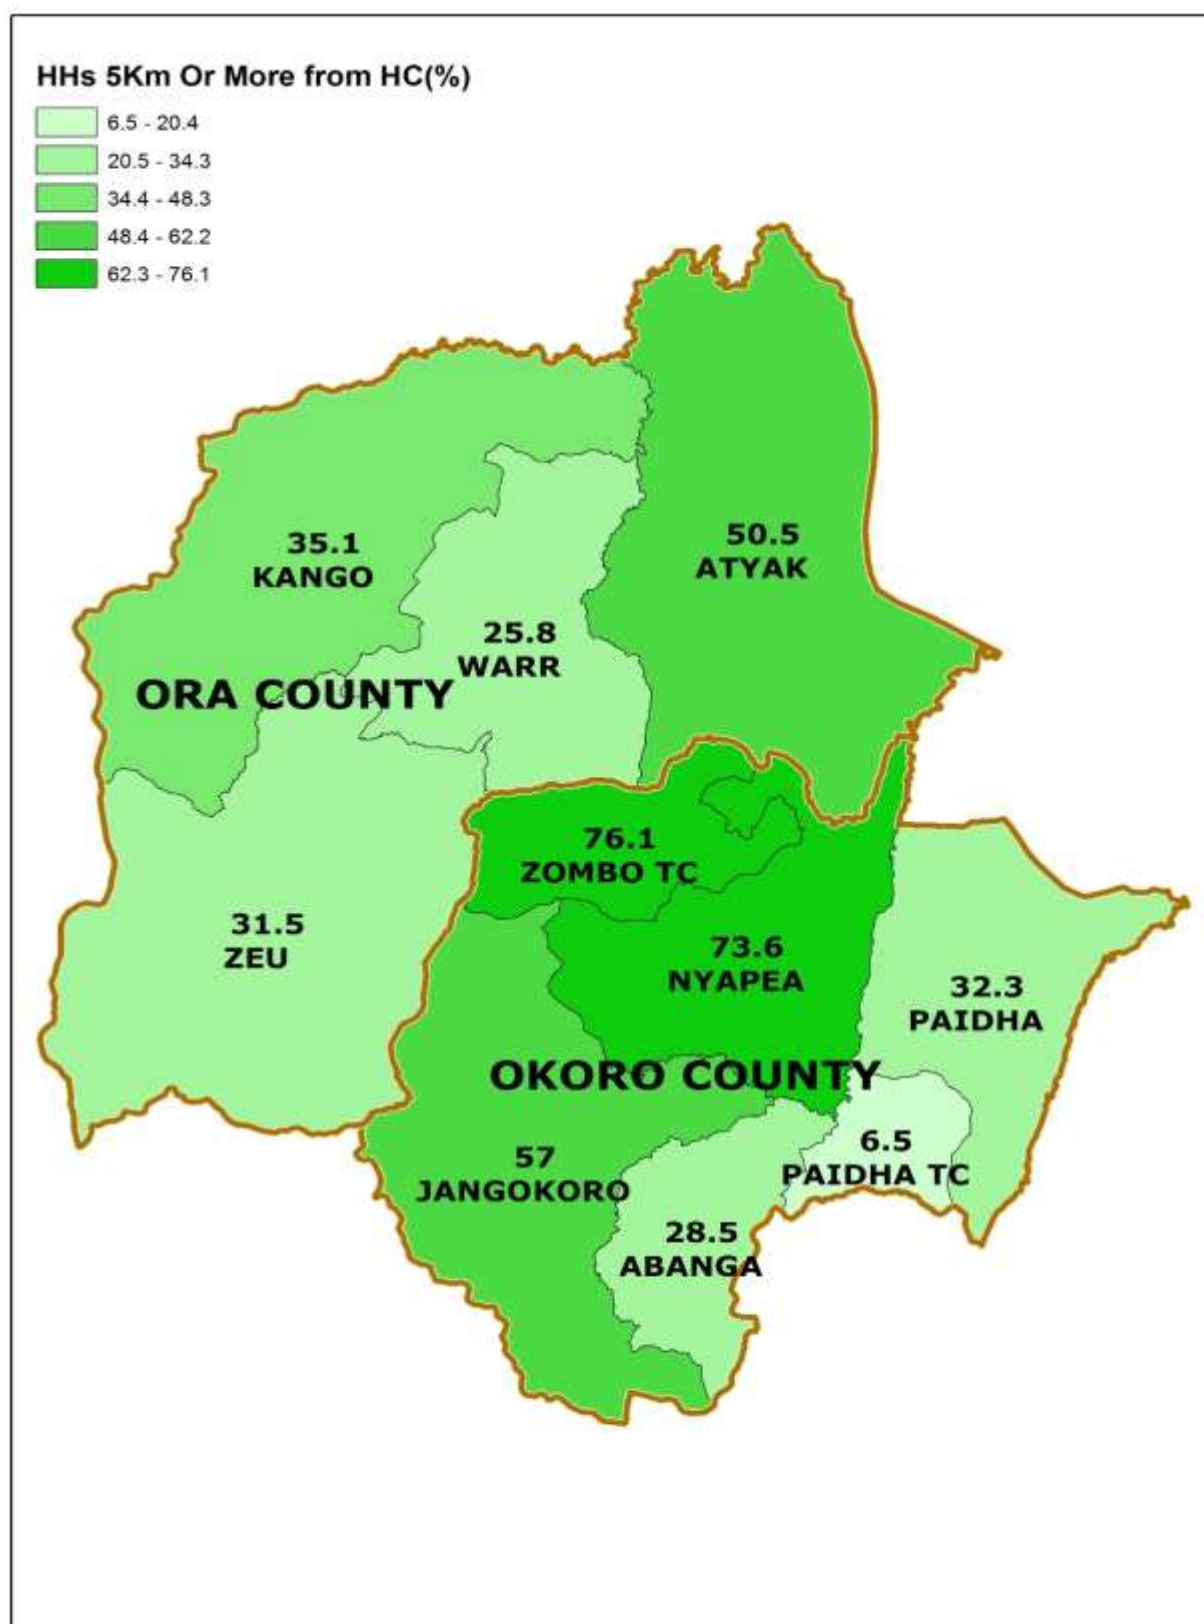 HHs 5Km Or More from HC(%)
6.5 - 20.4
20.5 - 34.3
34.4 - 48.3
48.4 - 62.2
62.3 - 76.1
50.5
ATYAK
35.1
KANGO
25.8
WARR
ORA COUNTY
76.1
ZOMBO TC
31.5
ZEU
73.6
NYAPEA
32.3
PAIDHA
OKORO COUNTY
57
JANGOKORO
6.5
PAIDHA TC
28.5
ABANGA